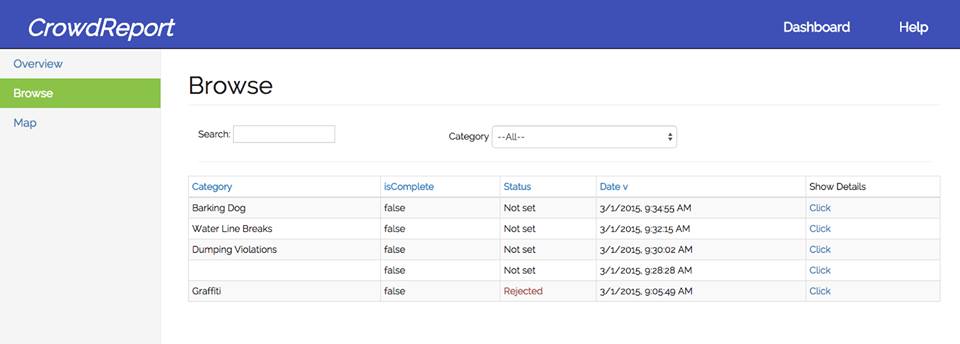 CrowdReport Dashboard Help
Overview
Browse
Map
Browse
Search: Category --All--
Category isComplete Status Date v Show Details
Barking Dog false Not set 3/1/2015, 9:34:55 AM Click
Water Line Breaks false Not set 3/1/2015, 9:32:15 AM Click
Dumping Violations false Not set 3/1/2015, 9:30:02 AM Click
false Not set 3/1/2015, 9:28:28 AM Click
Graffiti false Rejected 3/1/2015, 9:05:49 AM Click